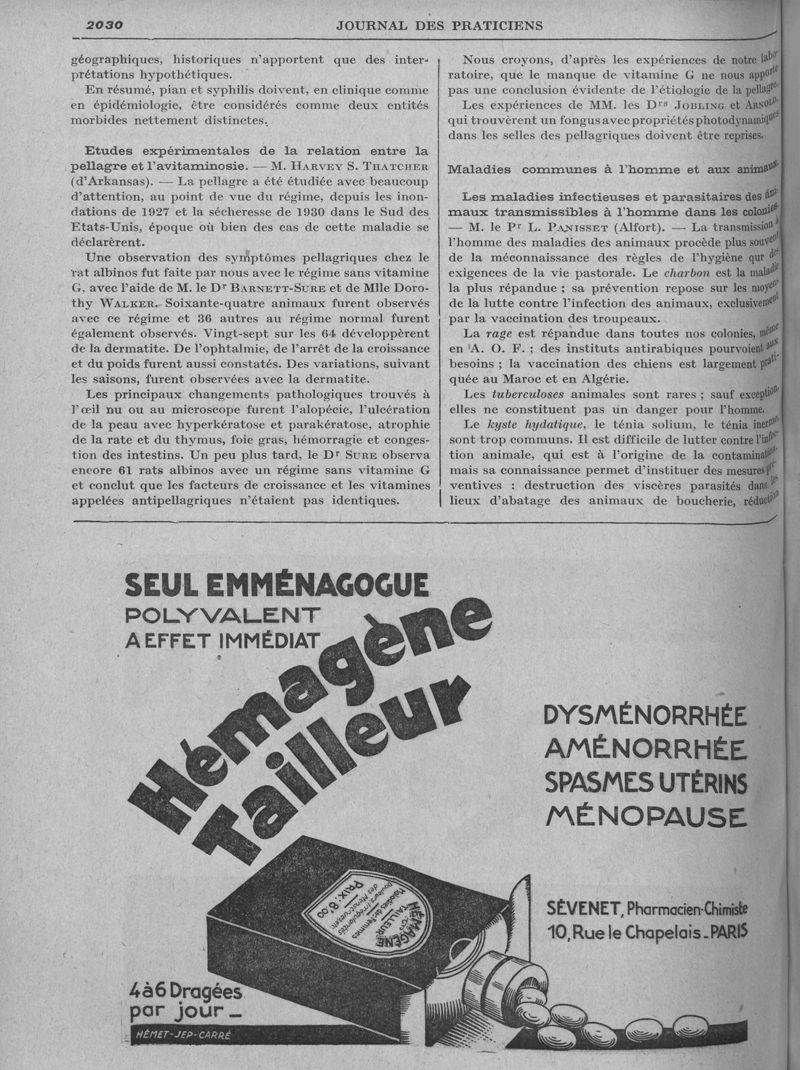 2030
JOURNAL DES PRATICIENS
géographiques, historiques n'apportent que des inter-
prétations hypothétiques.
En résumé, pian et syphilis doivent, en clinique comme
en épidémiologie, être considérés comme deux entités
morbides nettement distinctes.
Etudes expérimentales de la relation entre la
pellagre et l'avitaminosie. — M. HARVEY S. THATCHER
(d'Arkansas). — La pellagre a été étudiée avec beaucoup
d'attention, au point de vue du régime, depuis les inon-
dations de 1927 et la sécheresse de 1930 dans le Sud des
Etats-Unis, époque où bien des cas de cette maladie se
déclarèrent.
Une observation des symptômes pellagriques chez le
rat albinos fut faite par nous avec le régime sans vitamine
G, avec l'aide de M. le Dr BARNETT-SURE et de Mlle Doro-
thy WALKER. Soixante-quatre animaux furent observés
avec ce régime et 36 autres au régime normal furent
également observés. Vingt-sept sur les 64 développèrent
de la dermatite. De l'ophtalmie, de l'arrêt de la croissance
et du poids furent aussi constatés. Des variations, suivant
les saisons, furent observées avec la dermatite.
Les principaux changements pathologiques trouvés à
l'œil nu ou au microscope furent l'alopécie, l'ulcération
de la peau avec hyperkératose et parakératose, atrophie
de la rate et du thymus, foie gras, hémorragie et conges-
tion des intestins. Un peu plus tard, le Dr SURE observa
encore 61 rats albinos avec un régime sans vitamine G
et conclut que les facteurs de croissance et les vitamines
appelées antipellagriques n'étaient pas identiques.
Nous croyons, d'après les expériences de notre labo-
ratoire, que le manque de vitamine G ne nous apporte
pas une conclusion évidente de l'étiologie de la pellagre.
Les expériences de MM. les Drs JOBLING et ARNOLD,
qui trouvèrent un fongus avec propriétés photodynamiques
dans les selles des pellagriques doivent être reprises.
Maladies communes à l'homme et aux animaux.
Les maladies infectieuses et parasitaires des ani-
maux transmissibles à l'homme dans les colonies.
— M. le Pr L. PANISSET (Alfort). — La transmission à
l'homme des maladies des animaux procède plus souvent
de la méconnaissance des règles de l'hygiène qur des
exigences de la vie pastorale. Le charbon est la maladie
la plus répandue ; sa prévention repose sur les moyens
de la lutte contre l'infection des animaux, exclusivement
par la vaccination des troupeaux.
La rage est répandue dans toutes nos colonies, même
en A. O. F. ; des instituts antirabiques pourvoient aux
besoins ; la vaccination des chiens est largement prati-
quée au Maroc et en Algérie.
Les tuberculoses animales sont rares ; sauf exception,
elles ne constituent pas un danger pour l'homme.
Le kyste hydatique, le ténia solium, le ténia inerme
sont trop communs. Il est difficile de lutter contre l'infes-
tion animale, qui est à l'origine de la contamination
mais sa connaissance permet d'instituer des mesures pré-
ventives : destruction des viscères parasités dans les
lieux d'abatage des animaux de boucherie, réduction
SEUL EMMÉNAGOGUE
POLYVALENT
A EFFET IMMÉDIAT
Hémagène
Tailleur
DYSMÉNORRHÉE
AMÉNORRHÉE
SPASMES UTÉRINS
MÉNOPAUSE
HÉMAGÈNE
TAILLEUR
Maladies des Femmes
Douleurs, Irrégularités
des Menstrues
PRIX: 8f00
SÉVENET, Pharmacien-Chimiste
10, Rue le Chapelais_PARIS
4 à 6 Dragées
par jour_
HÉMET-JEP-CARRÉ